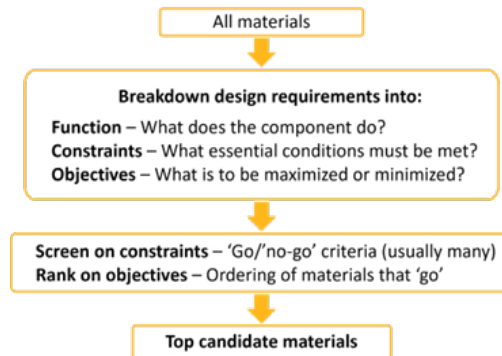 All materials
Breakdown design requirements into:
Function – What does the component do?
Constraints – What essential conditions must be met?
Objectives – What is to be maximized or minimized?
Screen on constraints – ‘Go/’no-go’ criteria (usually many)
Rank on objectives – Ordering of materials that ‘go’
Top candidate materials